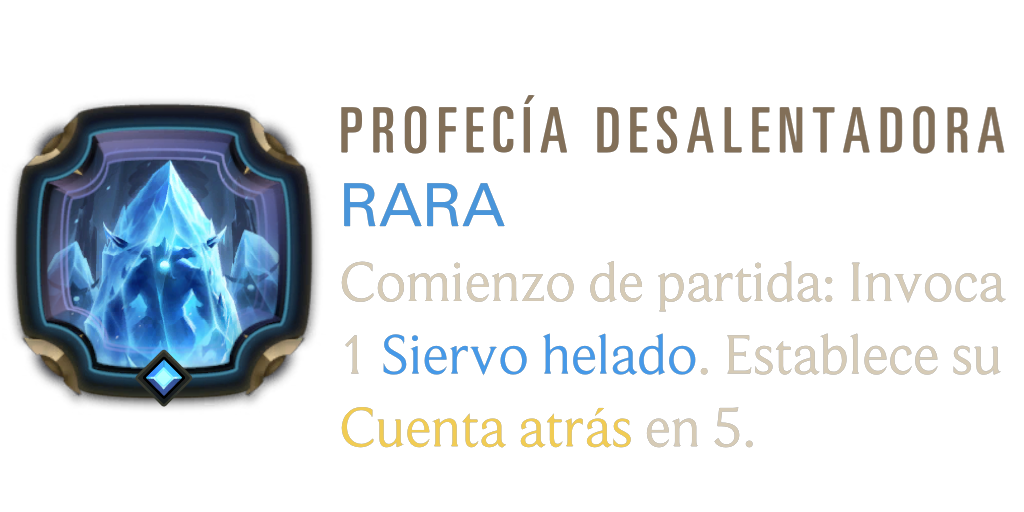 PROFECÍA DESALENTADORA
RARA
Comienzo de partida: Invoca
1 Siervo helado. Establece su
Cuenta atrás en 5.